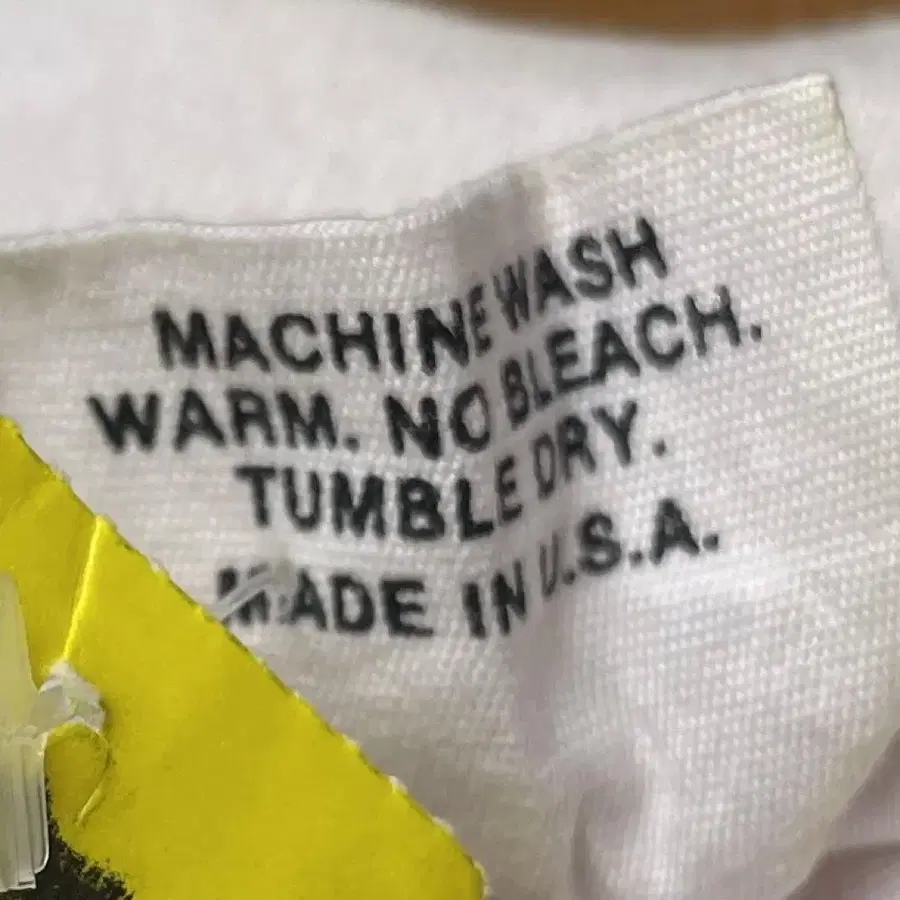 MACHINE WASH
WARM. NO BLEACH.
TUMBLE DRY.
MADE IN U.S.A.